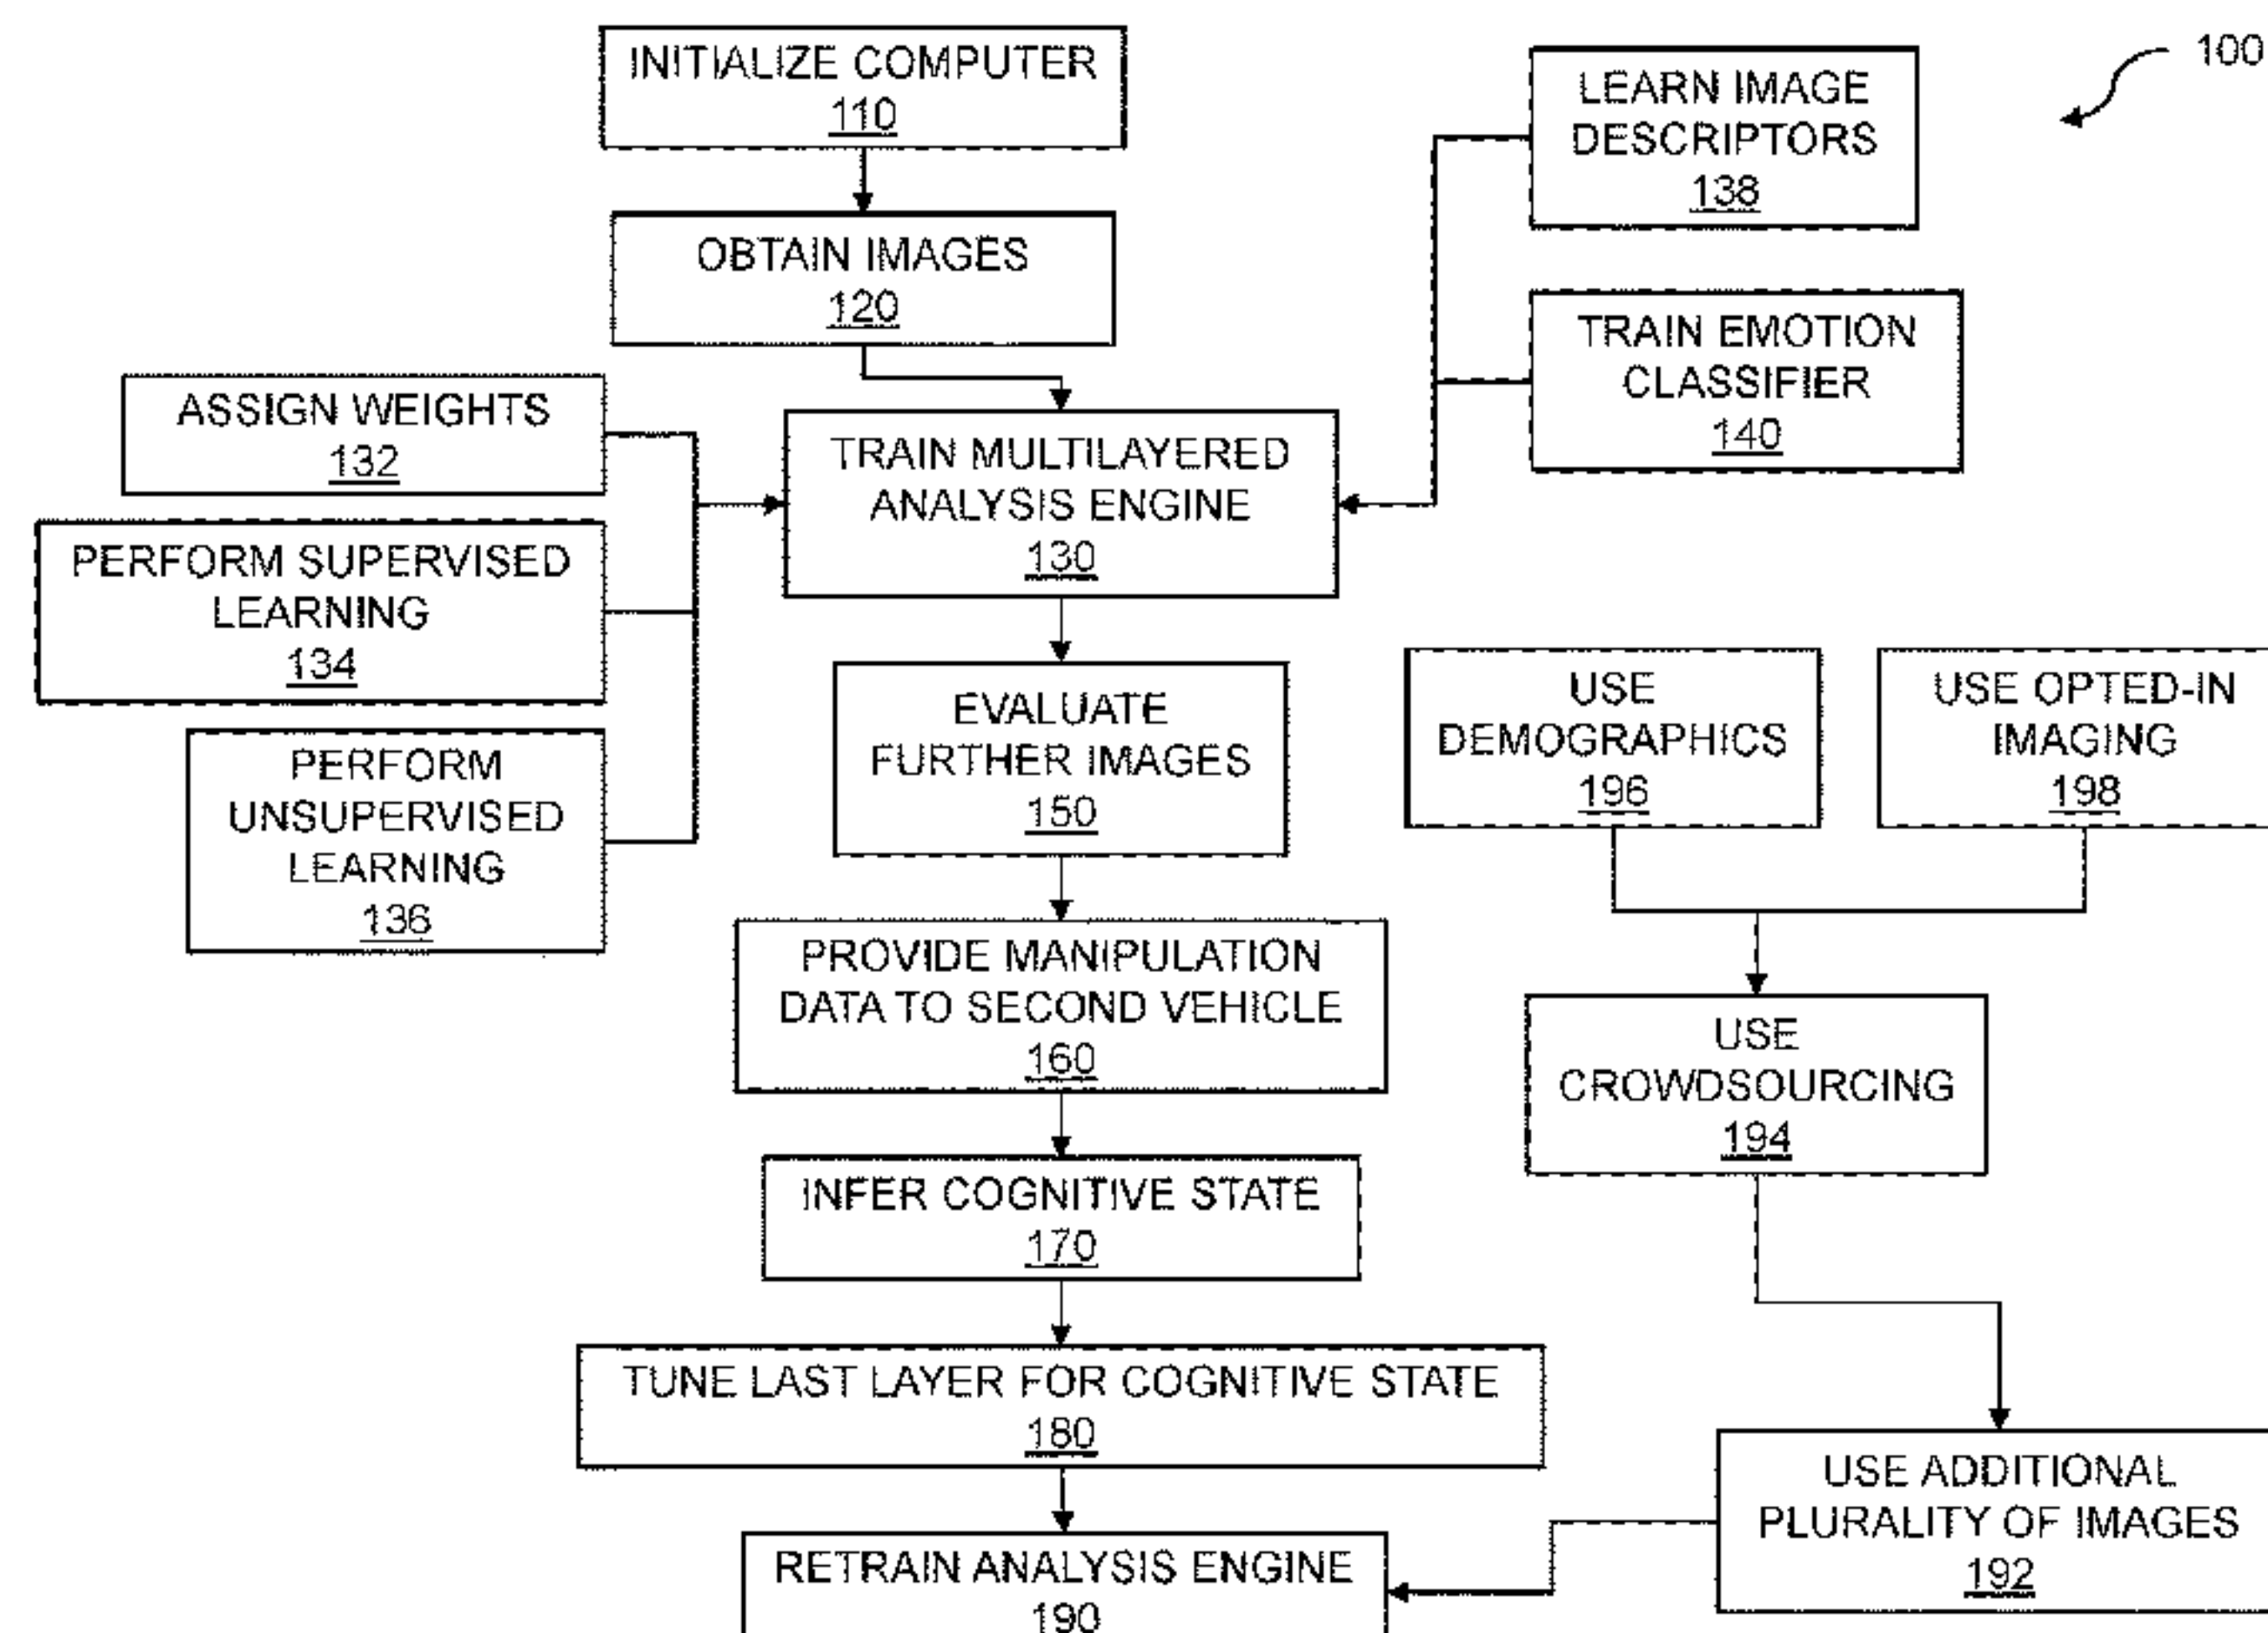 INITIALIZE COMPUTER
110
100
LEARN IMAGE
DESCRIPTORS
138
OBTAIN IMAGES
120
TRAIN EMOTION
CLASSIFIER
140
ASSIGN WEIGHTS
132
TRAIN MULTILAYERED
ANALYSIS ENGINE
130
PERFORM SUPERVISED
LEARNING
134
PERFORM
UNSUPERVISED
LEARNING
136
EVALUATE
FURTHER IMAGES
150
USE
DEMOGRAPHICS
196
USE OPTED-IN
IMAGING
198
PROVIDE MANIPULATION
DATA TO SECOND VEHICLE
160
USE
CROWDSOURCING
194
INFER COGNITIVE STATE
170
TUNE LAST LAYER FOR COGNITIVE STATE
180
USE ADDITIONAL
PLURALITY OF IMAGES
192
RETRAIN ANALYSIS ENGINE
190